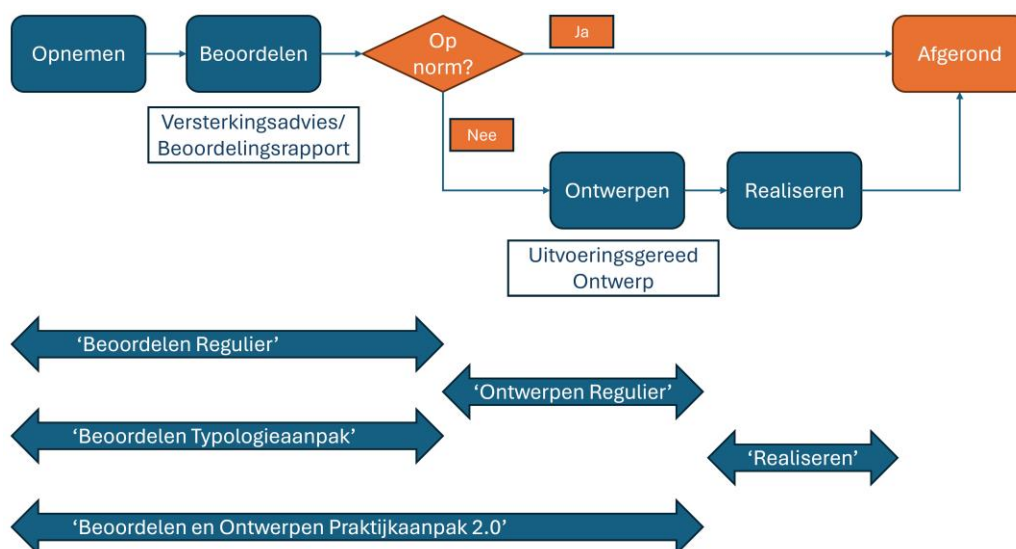 Opnemen
Beoordelen
Op
norm?
Ja
Afgerond
Versterkingsadvies/
Beoordelingsrapport
Nee
Ontwerpen
Realiseren
Uitvoeringsgereed
Ontwerp
‘Beoordelen Regulier’
‘Ontwerpen Regulier’
‘Beoordelen Typologieaanpak’
‘Realiseren’
‘Beoordelen en Ontwerpen Praktijkaanpak 2.0’